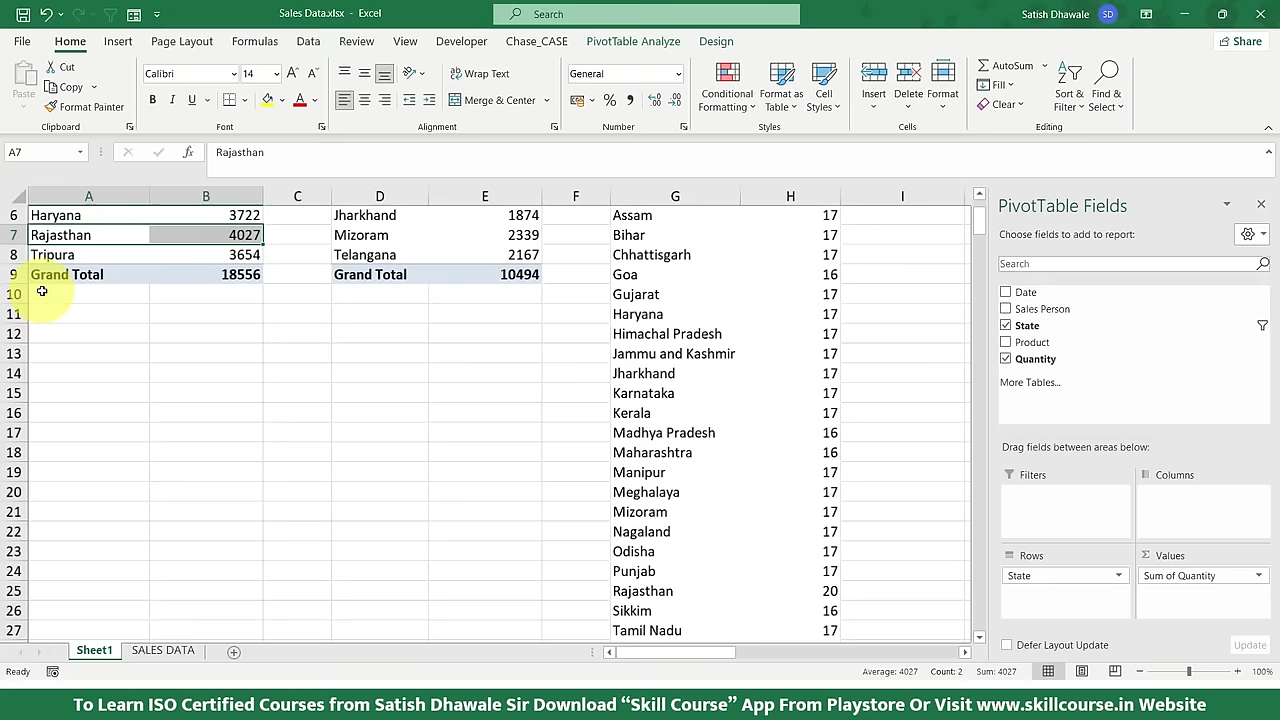 Sales Data.xlsx - Excel
Search
Satish Dhawale SD
File Home Insert Page Layout Formulas Data Review View Developer Chase_CASE PivotTable Analyze Design Share
Paste
Cut
Copy
Format Painter
Clipboard
Calibri 14
B I U
Font
Wrap Text
Merge & Center
Alignment
General
Number
Conditional Formatting
Format as Table
Cell Styles
Styles
Insert Delete Format
Cells
AutoSum
Fill
Clear
Sort & Filter
Find & Select
Editing
A7 fx Rajasthan
A B C D E F G H I
6 Haryana 3722 Jharkhand 1874 Assam 17
7 Rajasthan 4027 Mizoram 2339 Bihar 17
8 Tripura 3654 Telangana 2167 Chhattisgarh 17
9 Grand Total 18556 Grand Total 10494 Goa 16
10 Gujarat 17
11 Haryana 17
12 Himachal Pradesh 17
13 Jammu and Kashmir 17
14 Jharkhand 17
15 Karnataka 17
16 Kerala 17
17 Madhya Pradesh 16
18 Maharashtra 16
19 Manipur 17
20 Meghalaya 17
21 Mizoram 17
22 Nagaland 17
23 Odisha 17
24 Punjab 17
25 Rajasthan 20
26 Sikkim 16
27 Tamil Nadu 17
PivotTable Fields
Choose fields to add to report:
Search
Date
Sales Person
State
Product
Quantity
More Tables...
Drag fields between areas below:
Filters Columns
Rows Values
State Sum of Quantity
Defer Layout Update Update
Sheet1 SALES DATA
Ready Average: 4027 Count: 2 Sum: 4027 100%
To Learn ISO Certified Courses from Satish Dhawale Sir Download “Skill Course” App From Playstore Or Visit www.skillcourse.in Website